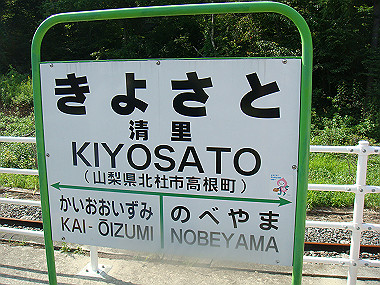 きよさと
清里
KIYOSATO
(山梨県北杜市高根町)
かいおおいずみ のべやま
KAI-ŌIZUMI NOBEYAMA